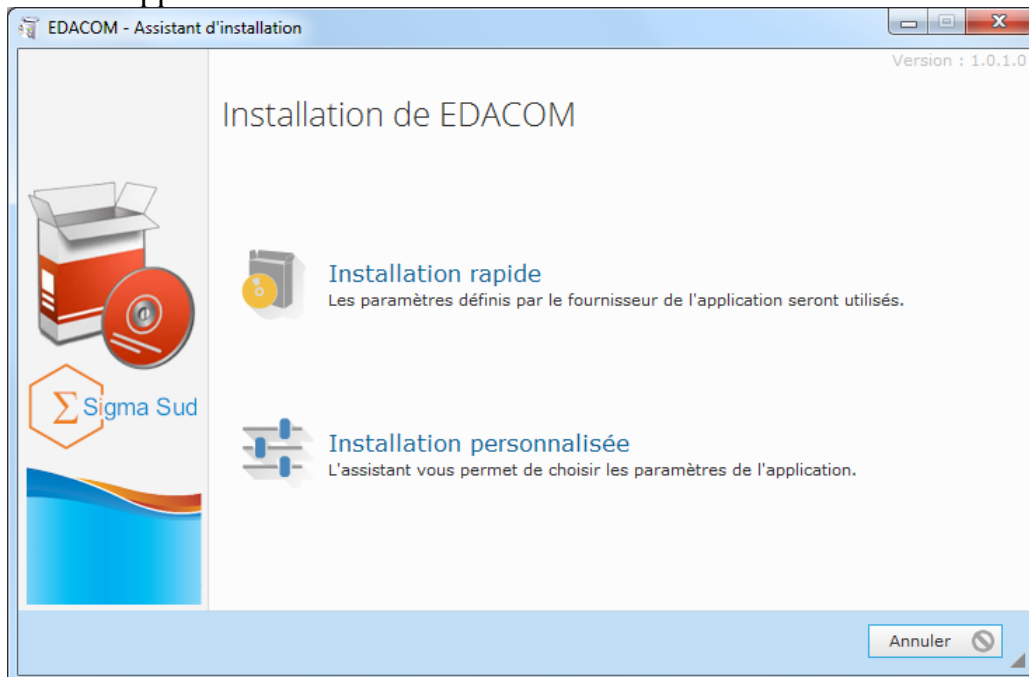 EDACOM - Assistant d'installation
Version : 1.0.1.0
Installation de EDACOM
Installation rapide
Les paramètres définis par le fournisseur de l'application seront utilisés.
Σ Sigma Sud
Installation personnalisée
L'assistant vous permet de choisir les paramètres de l'application.
Annuler